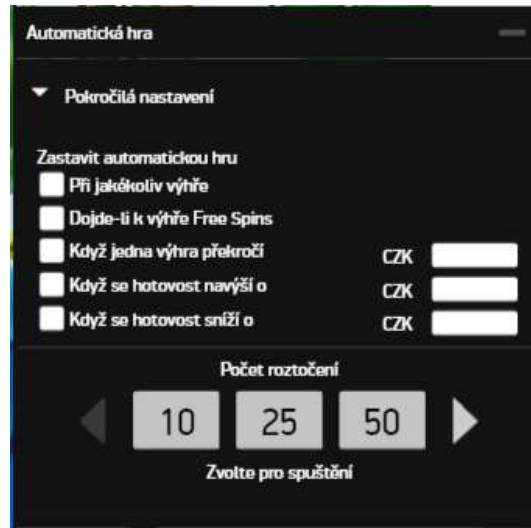 Automatická hra
Pokročilá nastavení
Zastavit automatickou hru
Při jakékoliv výhře
Dojde-li k výhře Free Spins
Když jedna výhra překročí CZK
Když se hotovost navýší o CZK
Když se hotovost sníží o CZK
Počet roztočení
10 25 50
Zvolte pro spuštění